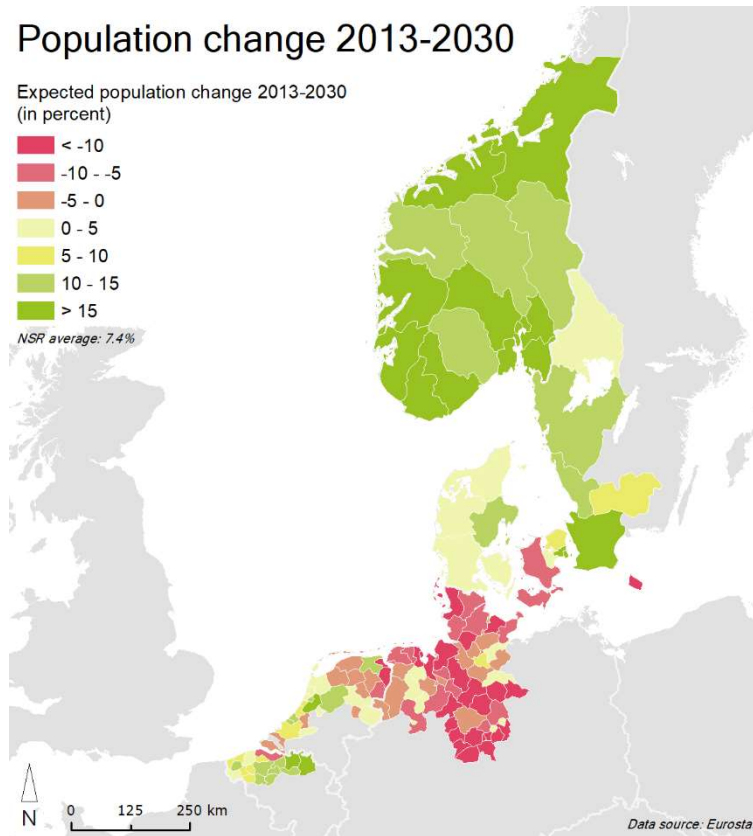 Population change 2013-2030
Expected population change 2013-2030
(in percent)
< -10
-10 - -5
-5 - 0
0 - 5
5 - 10
10 - 15
> 15
NSR average: 7.4%
N
0 125 250 km
Data source: Eurosta